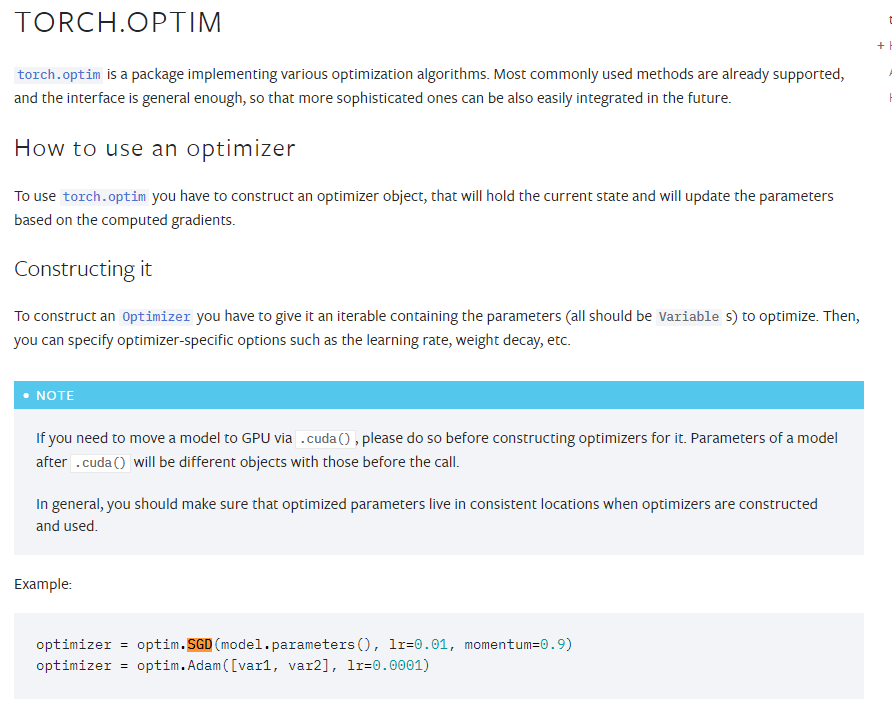 TORCH.OPTIM
torch.optim is a package implementing various optimization algorithms. Most commonly used methods are already supported,
and the interface is general enough, so that more sophisticated ones can be also easily integrated in the future.
How to use an optimizer
To use torch.optim you have to construct an optimizer object, that will hold the current state and will update the parameters
based on the computed gradients.
Constructing it
To construct an Optimizer you have to give it an iterable containing the parameters (all should be Variable s) to optimize. Then,
you can specify optimizer-specific options such as the learning rate, weight decay, etc.
• NOTE
If you need to move a model to GPU via .cuda() , please do so before constructing optimizers for it. Parameters of a model
after .cuda() will be different objects with those before the call.
In general, you should make sure that optimized parameters live in consistent locations when optimizers are constructed
and used.
Example:
optimizer = optim.SGD(model.parameters(), lr=0.01, momentum=0.9)
optimizer = optim.Adam([var1, var2], lr=0.0001)